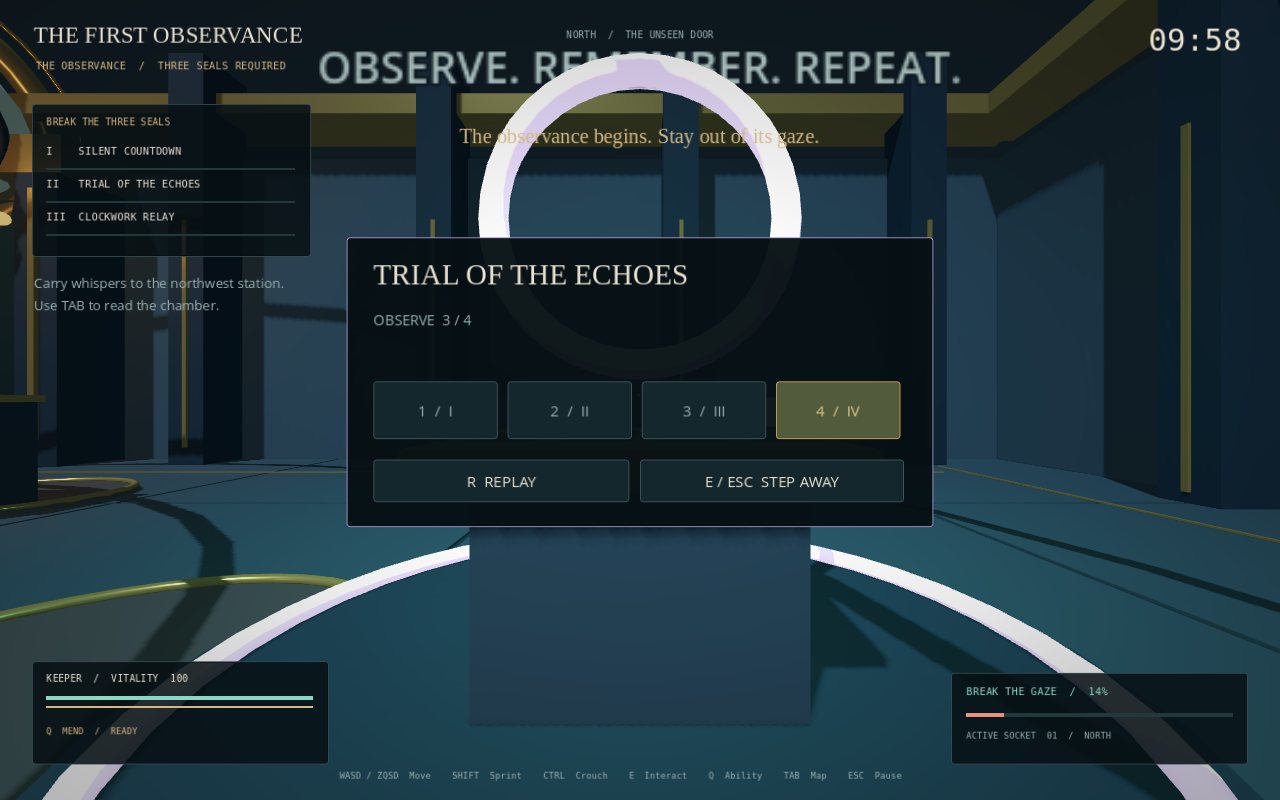 THE FIRST OBSERVANCE
THE OBSERVANCE / THREE SEALS REQUIRED
NORTH / THE UNSEEN DOOR
OBSERVE. REMEMBER. REPEAT.
09:58
The observance begins. Stay out of its gaze.
BREAK THE THREE SEALS
I SILENT COUNTDOWN
II TRIAL OF THE ECHOES
III CLOCKWORK RELAY
Carry whispers to the northwest station.
Use TAB to read the chamber.
TRIAL OF THE ECHOES
OBSERVE 3 / 4
1 / I
2 / II
3 / III
4 / IV
R REPLAY
E / ESC STEP AWAY
KEEPER / VITALITY 100
Q MEND / READY
BREAK THE GAZE / 14%
ACTIVE SOCKET 01 / NORTH
WASD / ZQSD Move SHIFT Sprint CTRL Crouch E Interact Q Ability TAB Map ESC Pause